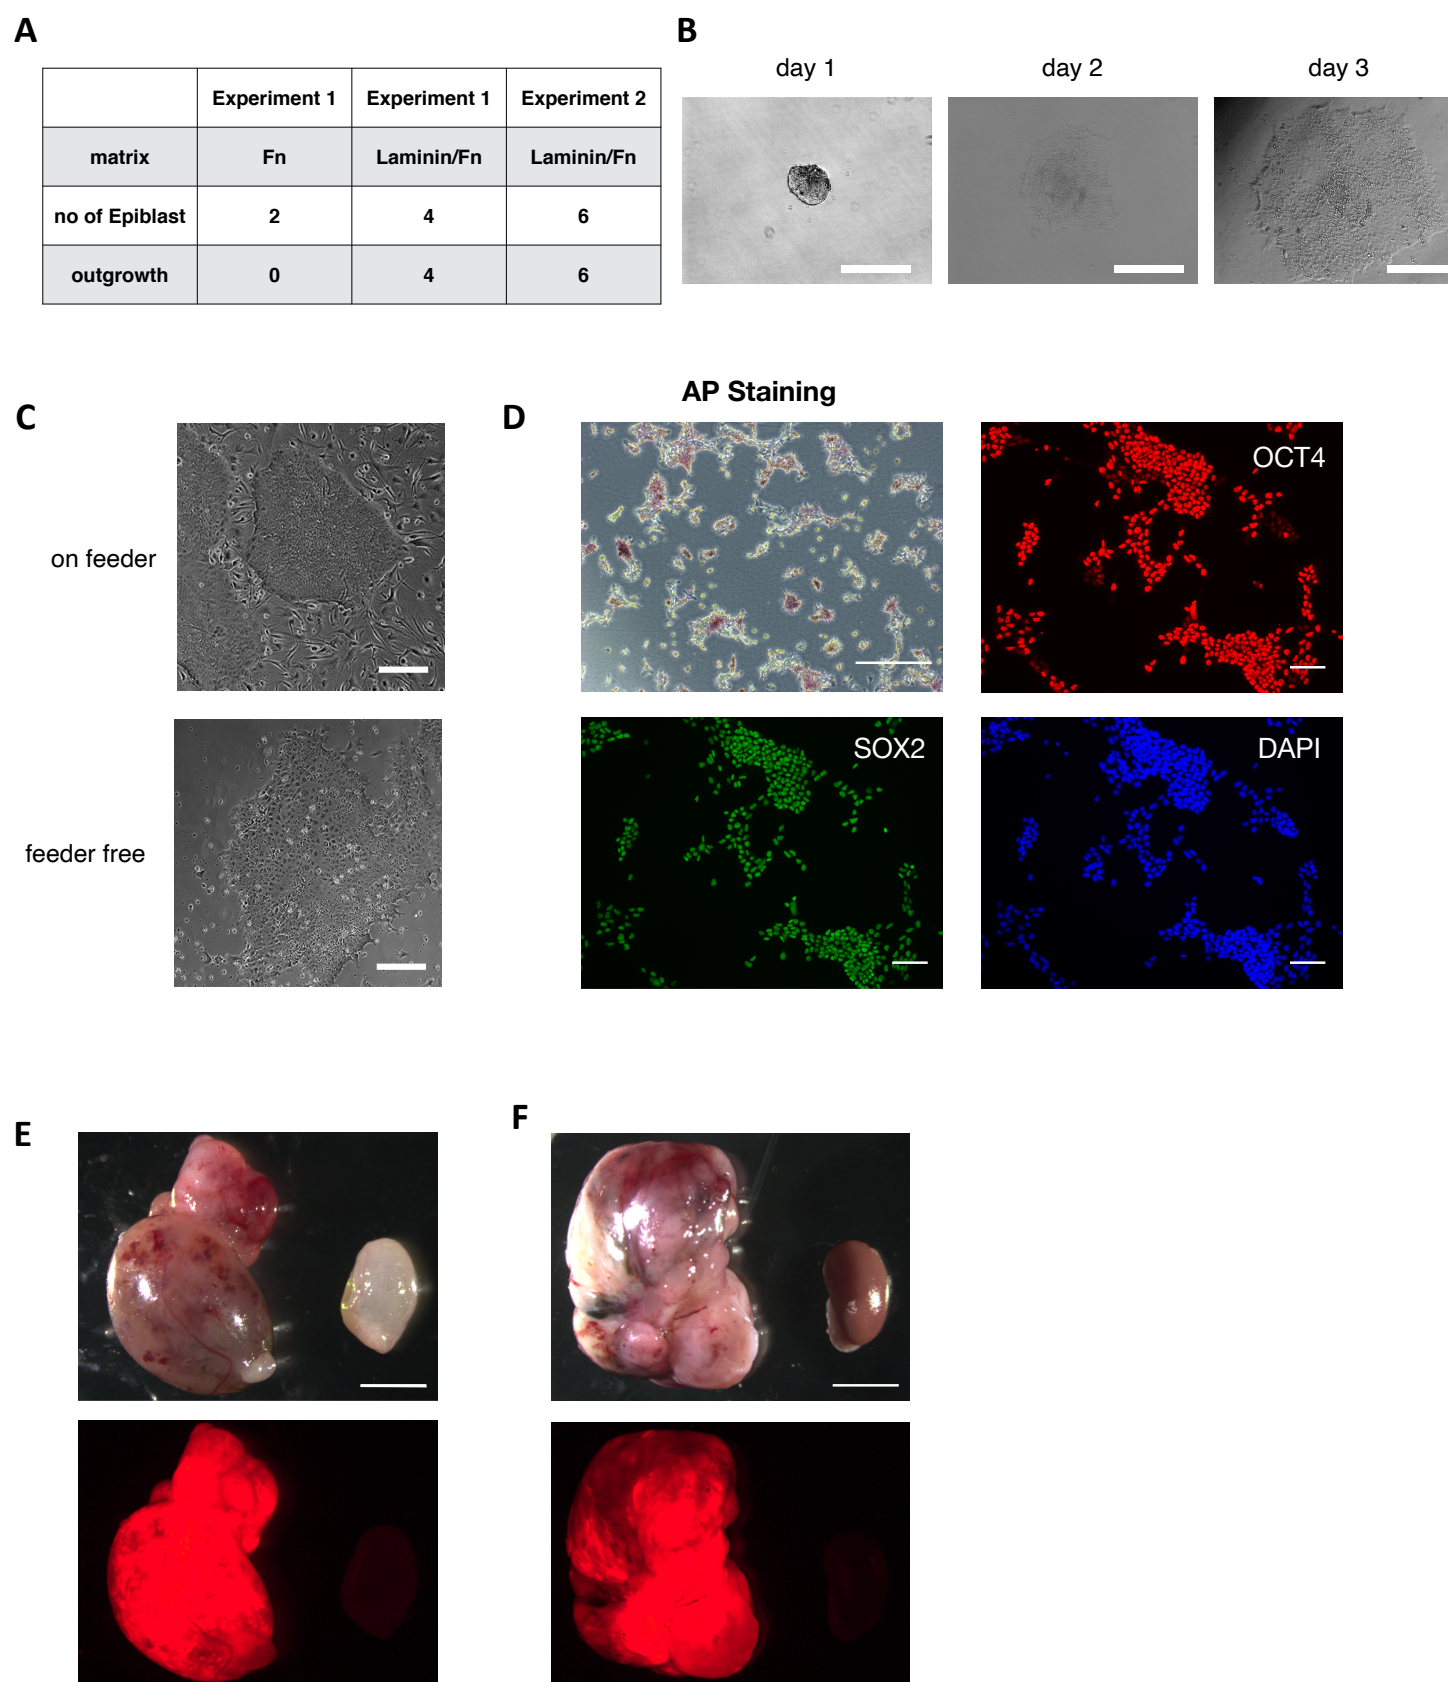 A
Experiment 1 Experiment 1 Experiment 2
matrix Fn Laminin/Fn Laminin/Fn
no of Epiblast 2 4 6
outgrowth 0 4 6
B
day 1 day 2 day 3
C
on feeder
feeder free
D
AP Staining
OCT4
SOX2
DAPI
E
F